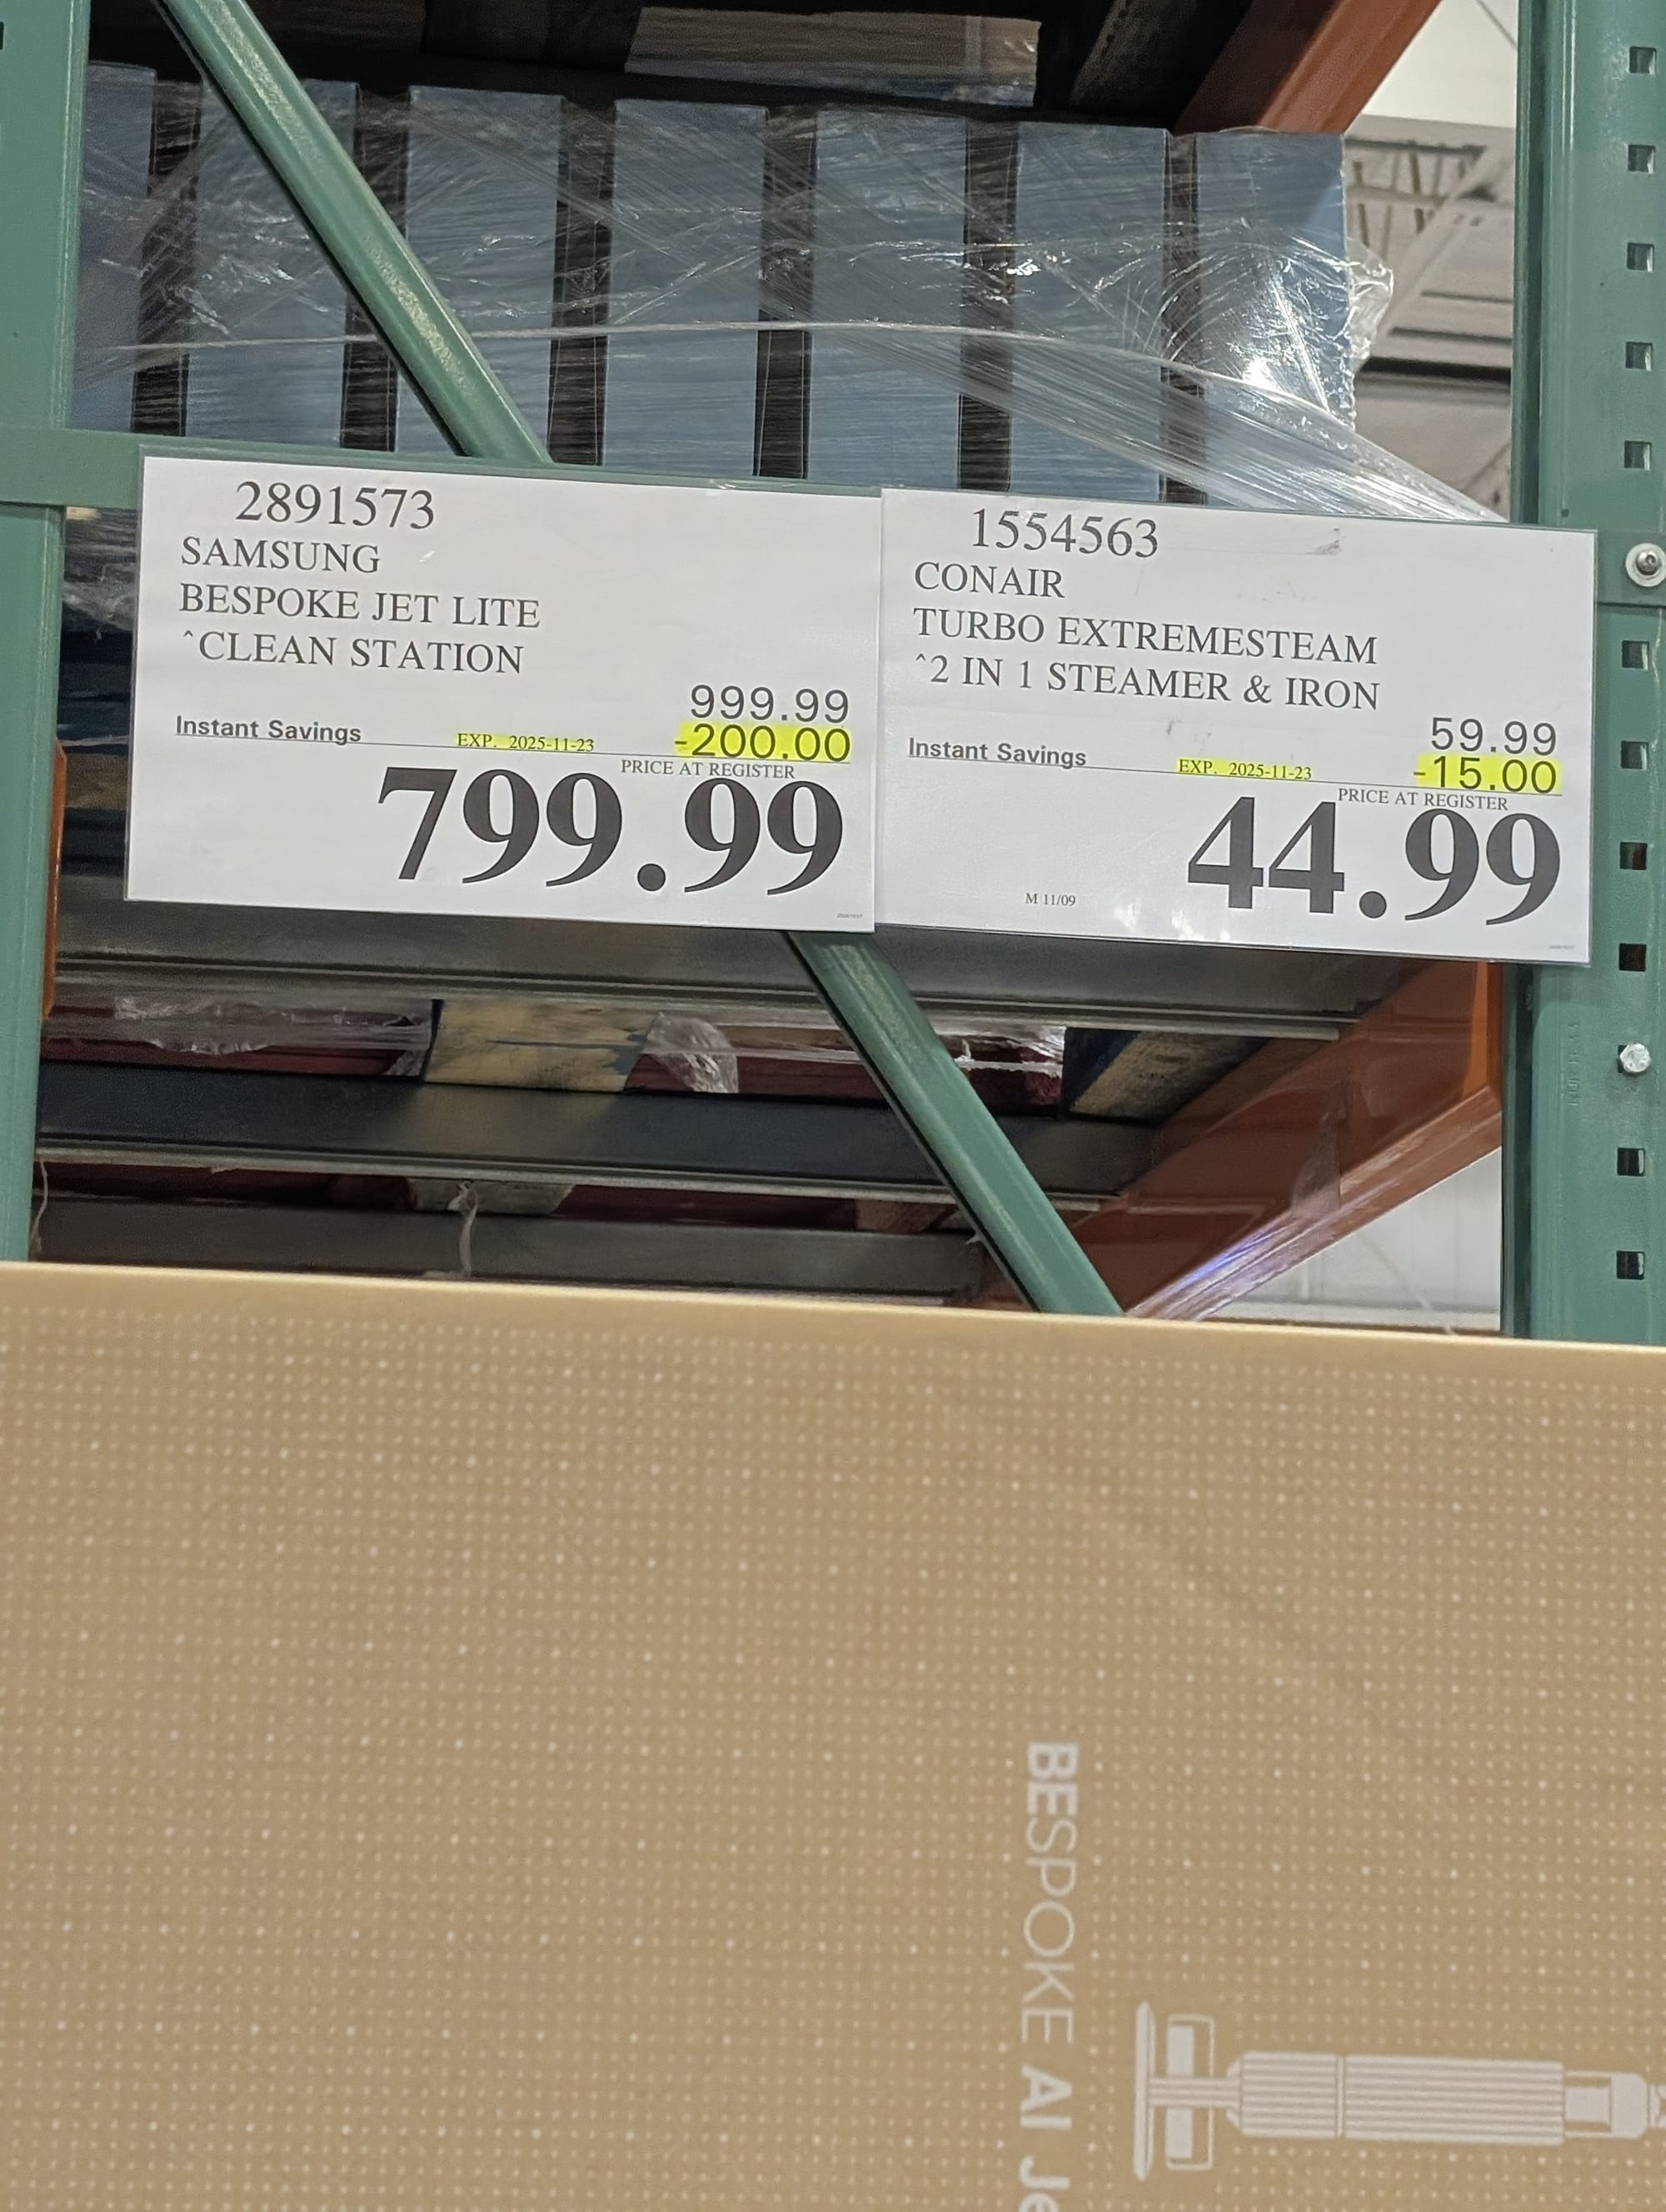 2891573
SAMSUNG
BESPOKE JET LITE
^CLEAN STATION
999.99
Instant Savings EXP. 2025-11-23 -200.00
PRICE AT REGISTER
799.99
1554563
CONAIR
TURBO EXTREMESTEAM
^2 IN 1 STEAMER & IRON
59.99
Instant Savings EXP. 2025-11-23 -15.00
PRICE AT REGISTER
44.99
M 11/09
BESPOKE AI Je